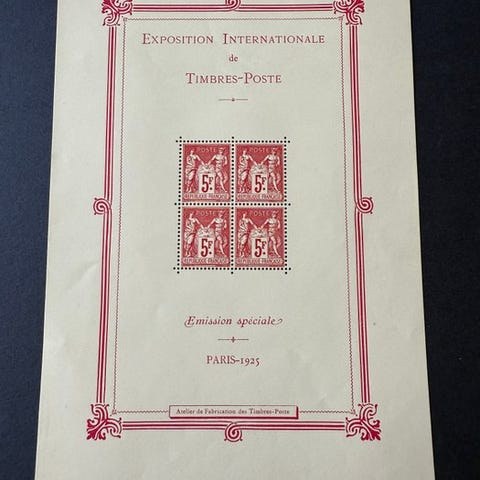 Exposition Internationale
de
Timbres-Poste
POSTE POSTE
5F 5F
REPUBLIQUE FRANÇAISE REPUBLIQUE FRANÇAISE
POSTE POSTE
5F 5F
REPUBLIQUE FRANÇAISE REPUBLIQUE FRANÇAISE
Emission spéciale
PARIS-1925
Atelier de Fabrication des Timbres-Poste